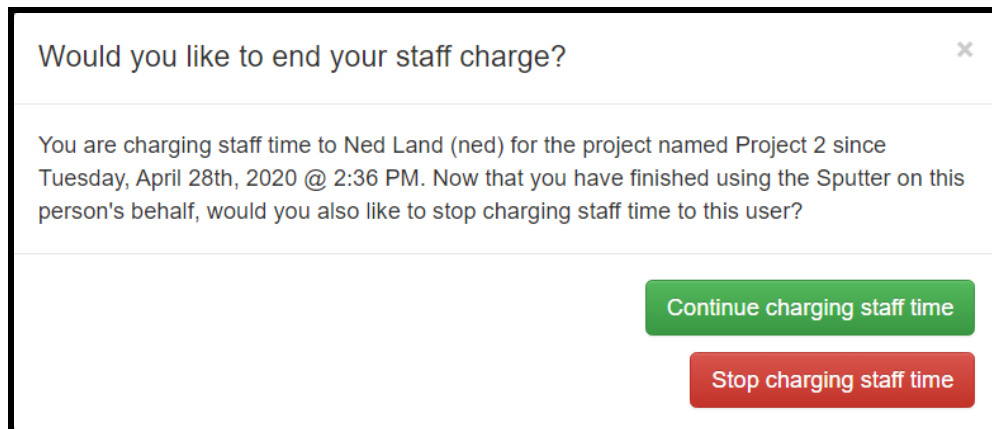 Would you like to end your staff charge?
×
You are charging staff time to Ned Land (ned) for the project named Project 2 since
Tuesday, April 28th, 2020 @ 2:36 PM. Now that you have finished using the Sputter on this
person's behalf, would you also like to stop charging staff time to this user?
Continue charging staff time
Stop charging staff time